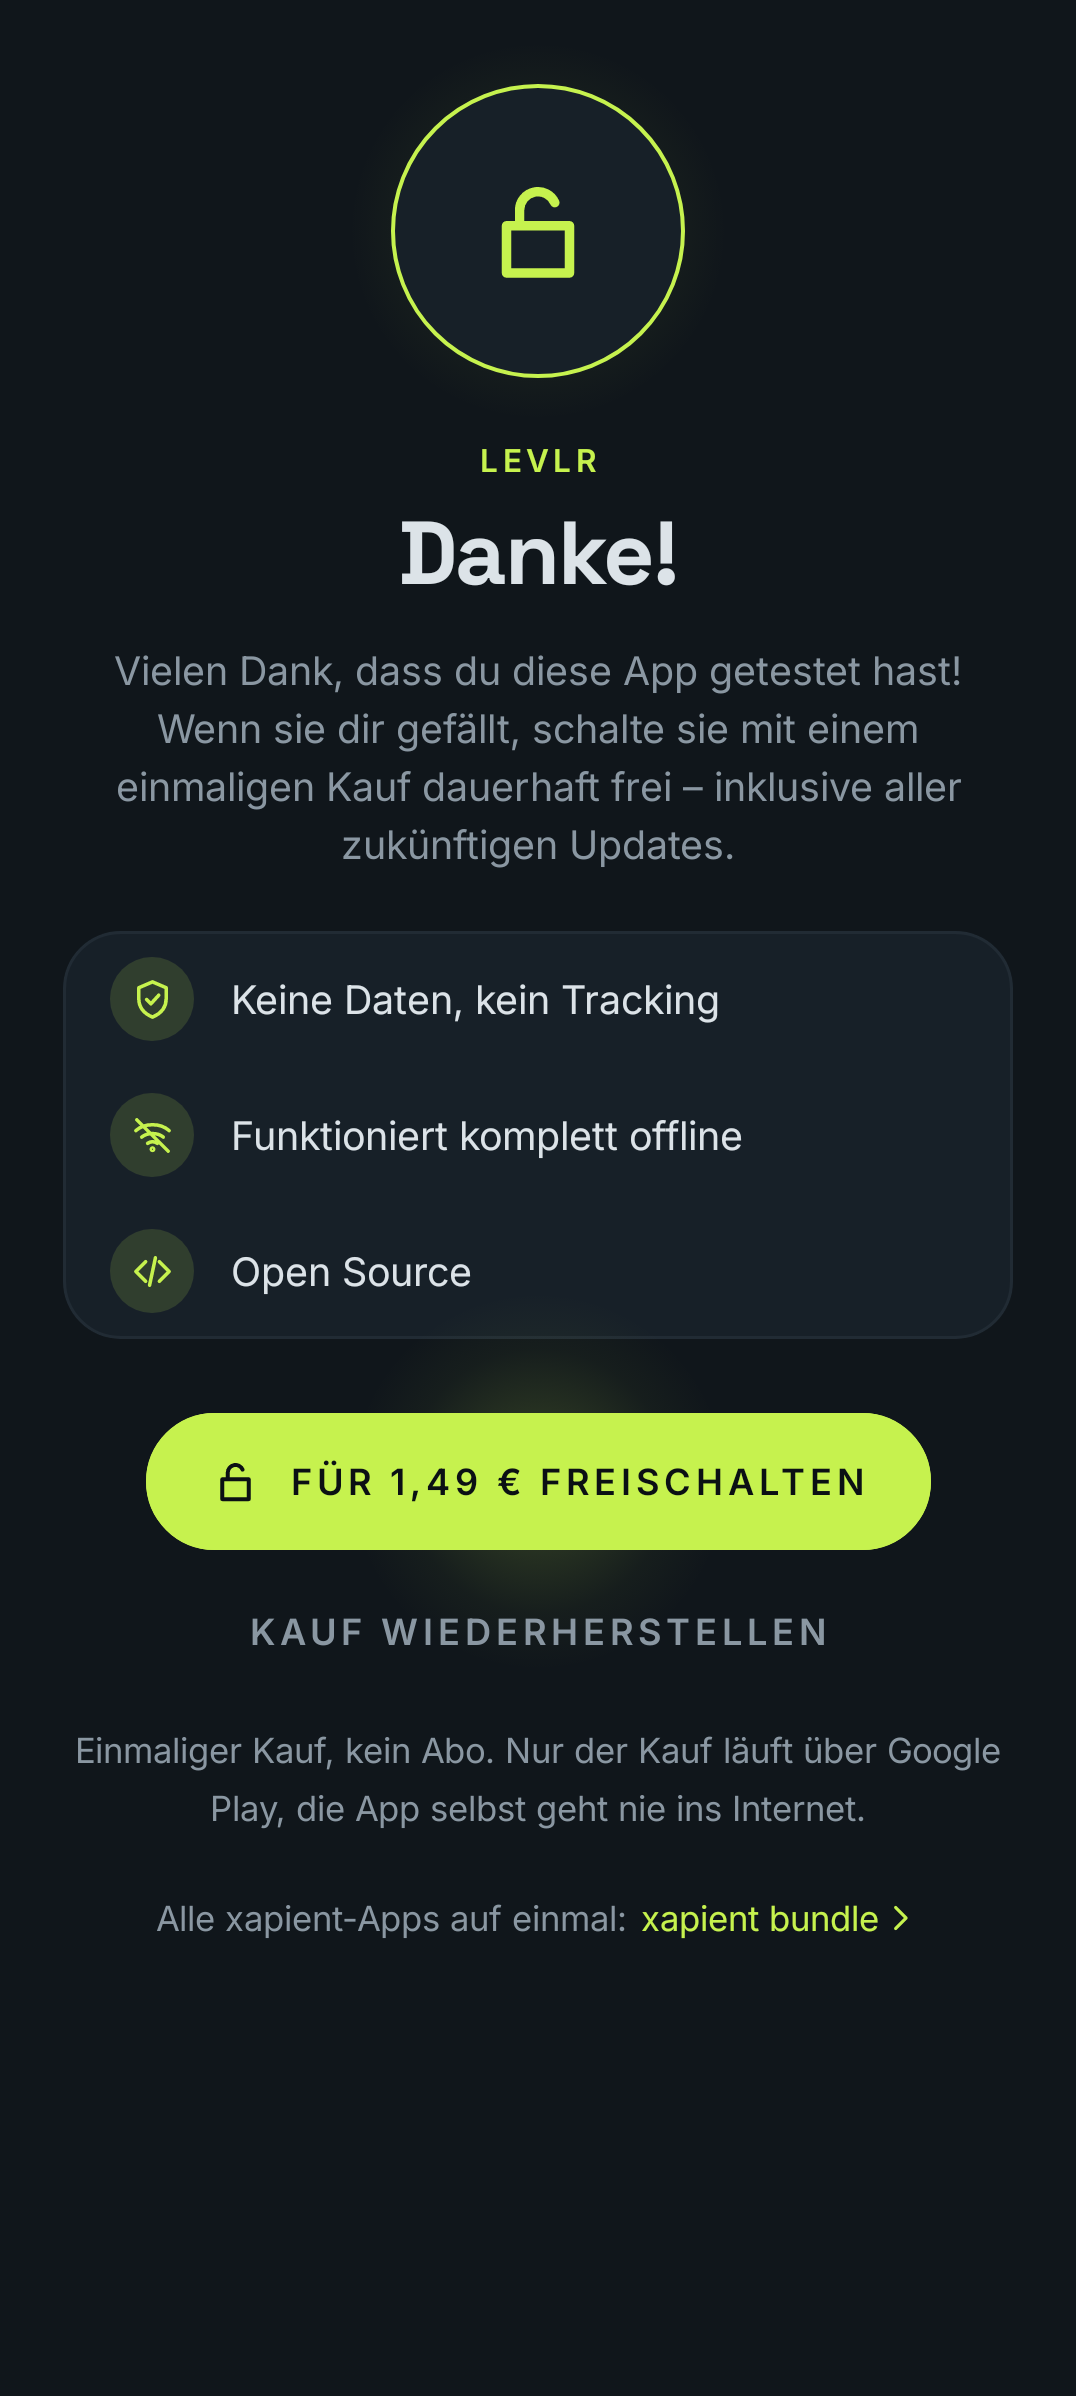 LEVLR
Danke!
Vielen Dank, dass du diese App getestet hast!
Wenn sie dir gefällt, schalte sie mit einem
einmaligen Kauf dauerhaft frei – inklusive aller
zukünftigen Updates.
Keine Daten, kein Tracking
Funktioniert komplett offline
Open Source
FÜR 1,49 € FREISCHALTEN
KAUF WIEDERHERSTELLEN
Einmaliger Kauf, kein Abo. Nur der Kauf läuft über Google
Play, die App selbst geht nie ins Internet.
Alle xapient-Apps auf einmal: xapient bundle